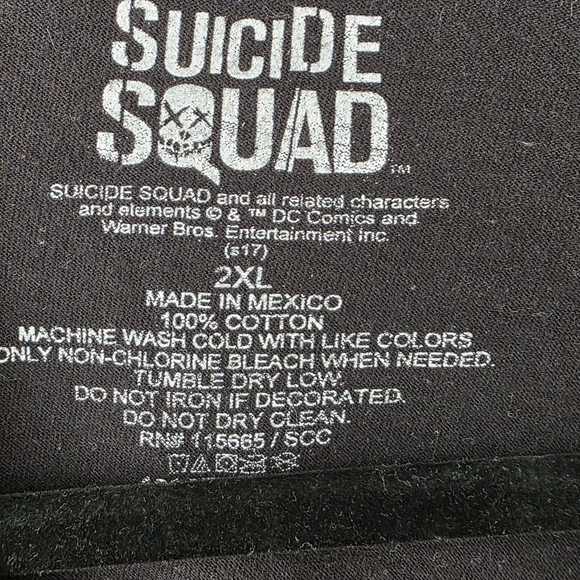 SUICIDE
SQUAD™
SUICIDE SQUAD and all related characters
and elements © & ™ DC Comics and
Warner Bros. Entertainment Inc.
(s17)
2XL
MADE IN MEXICO
100% COTTON
MACHINE WASH COLD WITH LIKE COLORS
ONLY NON-CHLORINE BLEACH WHEN NEEDED.
TUMBLE DRY LOW.
DO NOT IRON IF DECORATED.
DO NOT DRY CLEAN.
RN# 115665 / SCC